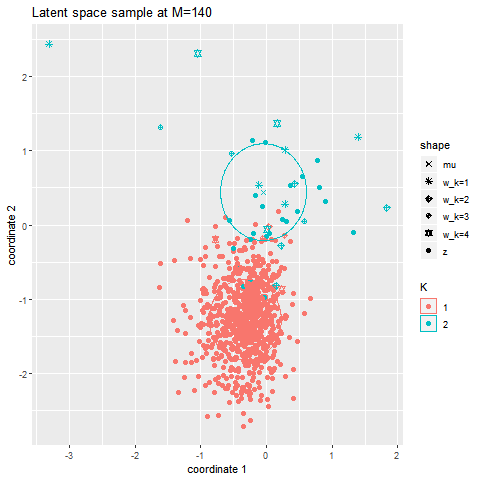 Latent space sample at M=140
coordinate 2
2
1
0
-1
-2
-3
-2
-1
0
1
2
coordinate 1
shape
mu
w_k=1
w_k=2
w_k=3
w_k=4
z
K
1
2